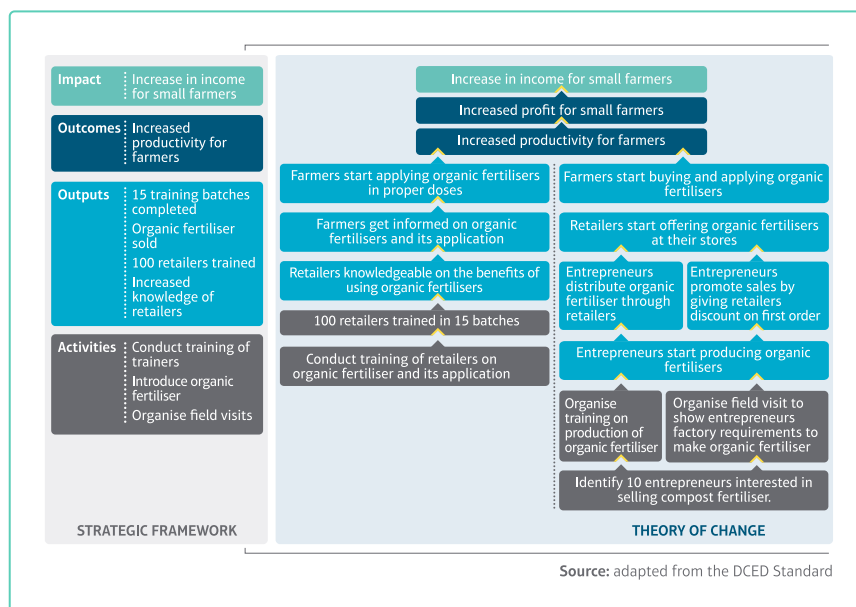 Impact
Increase in income
for small farmers
Outcomes
Increased
productivity for
farmers
Outputs
15 training batches
completed
Organic fertiliser
sold
100 retailers trained
Increased
knowledge of
retailers
Activities
Conduct training of
trainers
Introduce organic
fertiliser
Organise field visits
STRATEGIC FRAMEWORK
Increase in income for small farmers
Increased profit for small farmers
Increased productivity for farmers
Farmers start applying organic fertilisers
in proper doses
Farmers get informed on organic
fertilisers and its application
Retailers knowledgeable on the benefits of
using organic fertilisers
100 retailers trained in 15 batches
Conduct training of retailers on
organic fertiliser and its application
Farmers start buying and applying organic
fertilisers
Retailers start offering organic fertilisers
at their stores
Entrepreneurs
distribute organic
fertiliser through
retailers
Entrepreneurs
promote sales by
giving retailers
discount on first order
Entrepreneurs start producing organic
fertilisers
Organise
training on
production of
organic fertiliser
Organise field visit to
show entrepreneurs
factory requirements to
make organic fertiliser
Identify 10 entrepreneurs interested in
selling compost fertiliser.
THEORY OF CHANGE
Source: adapted from the DCED Standard